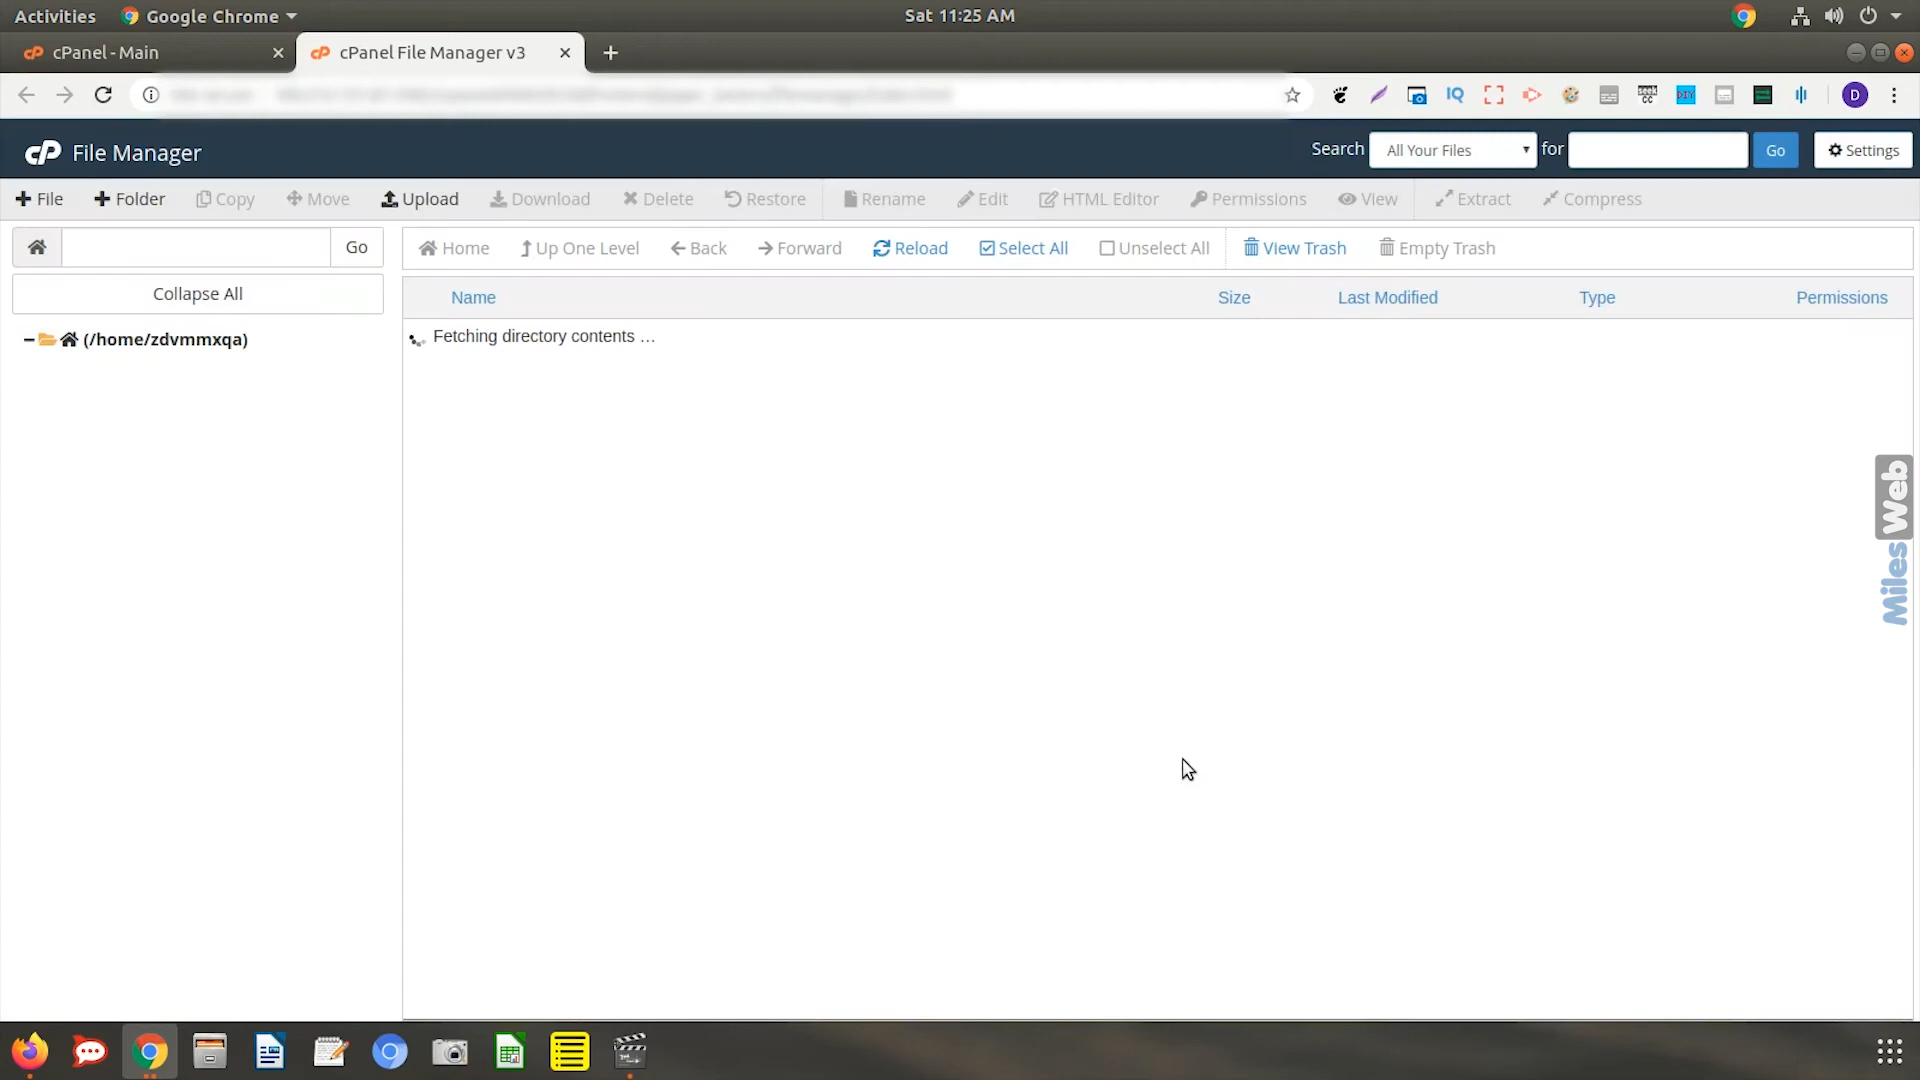 Activities Google Chrome Sat 11:25 AM
cPanel - Main cPanel File Manager v3
D
cP File Manager Search All Your Files for Go Settings
File Folder Copy Move Upload Download Delete Restore Rename Edit HTML Editor Permissions View Extract Compress
Go Home Up One Level Back Forward Reload Select All Unselect All View Trash Empty Trash
Collapse All
Name Size Last Modified Type Permissions
(/home/zdvmmxqa) Fetching directory contents …
MilesWeb